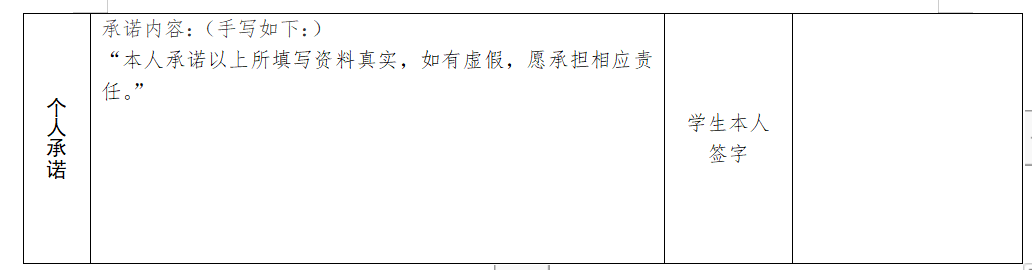 个人承诺
承诺内容：（手写如下：）
“本人承诺以上所填写资料真实，如有虚假，愿承担相应责
任。”
学生本人
签字